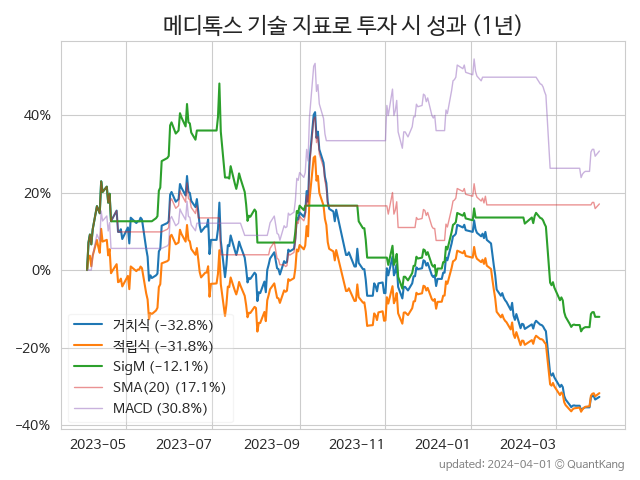 메디톡스 기술 지표로 투자 시 성과 (1년)
40%
20%
0%
−20%
−40%
거치식 (−32.8%)
적립식 (−31.8%)
SigM (−12.1%)
SMA(20) (17.1%)
MACD (30.8%)
2023-05 2023-07 2023-09 2023-11 2024-01 2024-03
updated: 2024-04-01 © QuantKang